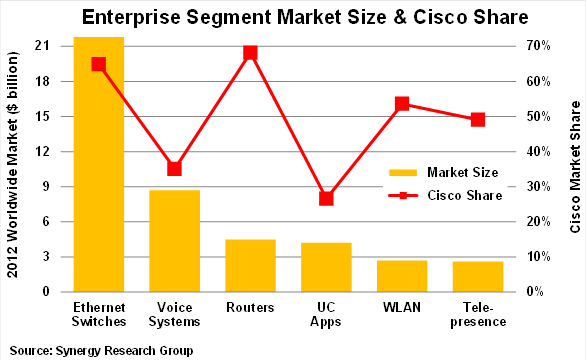 Enterprise Segment Market Size & Cisco Share
2012 Worldwide Market ($ billion)
21
18
15
12
9
6
3
0
70%
60%
50%
40%
30%
20%
10%
0%
Cisco Market Share
Market Size
Cisco Share
Ethernet
Switches
Voice
Systems
Routers
UC
Apps
WLAN
Tele-
presence
Source: Synergy Research Group